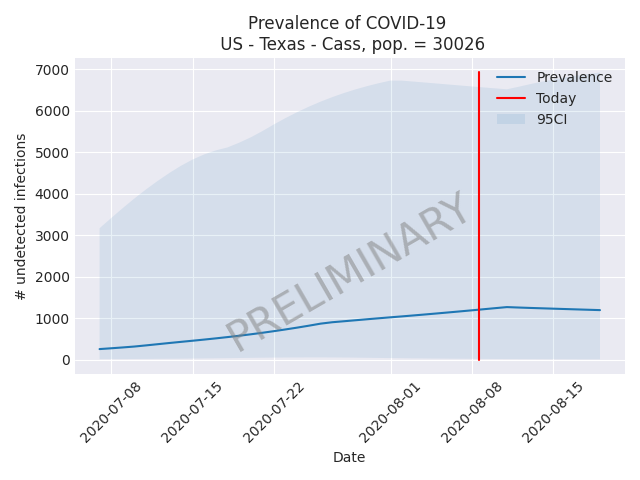 Prevalence of COVID-19
US - Texas - Cass, pop. = 30026
# undetected infections
7000
6000
5000
4000
3000
2000
1000
0
Prevalence
Today
95CI
PRELIMINARY
2020-07-08
2020-07-15
2020-07-22
2020-08-01
2020-08-08
2020-08-15
Date